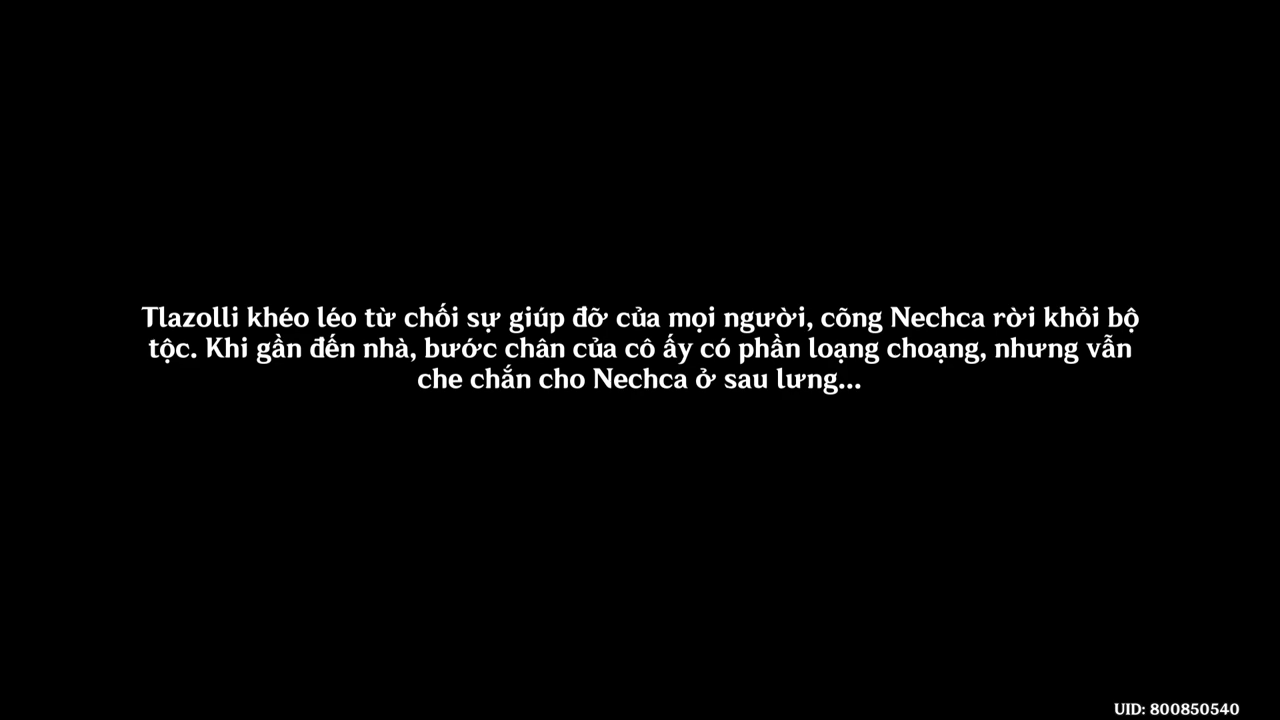 Tlazolli khéo léo từ chối sự giúp đỡ của mọi người, cõng Nechca rời khỏi bộ
tộc. Khi gần đến nhà, bước chân của cô ấy có phần loạng choạng, nhưng vẫn
che chắn cho Nechca ở sau lưng...
UID: 800850540